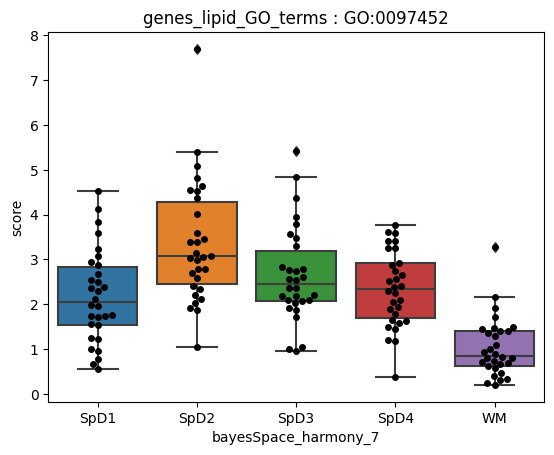 genes_lipid_GO_terms : GO:0097452
8
7
6
5
4
3
2
1
0
score
SpD1 SpD2 SpD3 SpD4 WM
bayesSpace_harmony_7